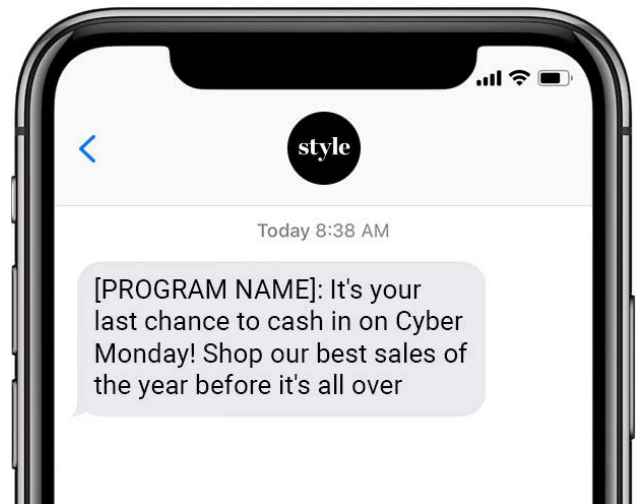 style
Today 8:38 AM
[PROGRAM NAME]: It's your
last chance to cash in on Cyber
Monday! Shop our best sales of
the year before it's all over